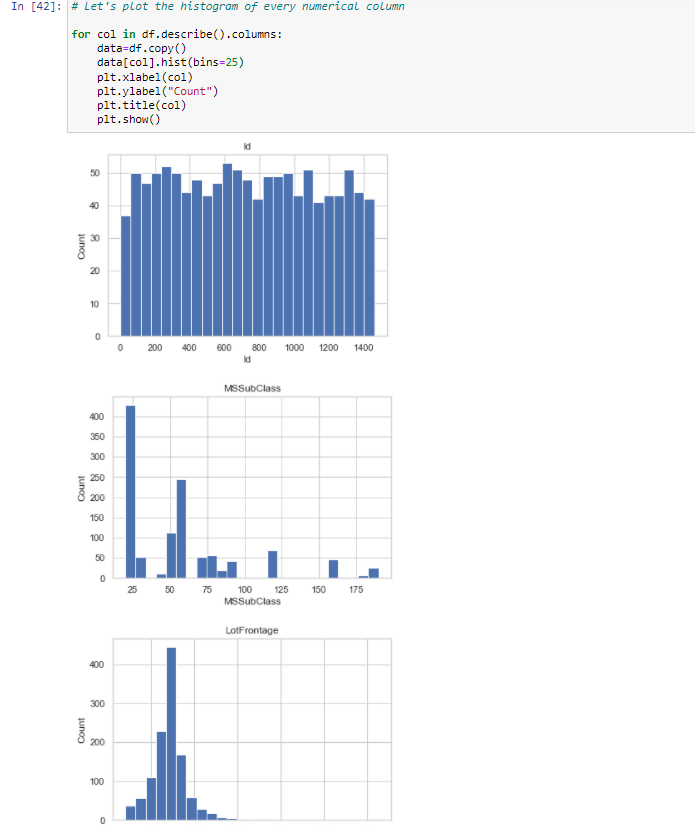 In [42]: # Let's plot the histogram of every numerical column
for col in df.describe().columns:
    data=df.copy()
    data[col].hist(bins=25)
    plt.xlabel(col)
    plt.ylabel("Count")
    plt.title(col)
    plt.show()
Id
50
40
30
20
10
0
Count
0 200 400 600 800 1000 1200 1400
Id
MSSubClass
400
350
300
250
200
150
100
50
0
Count
25 50 75 100 125 150 175
MSSubClass
LotFrontage
400
300
200
100
0
Count